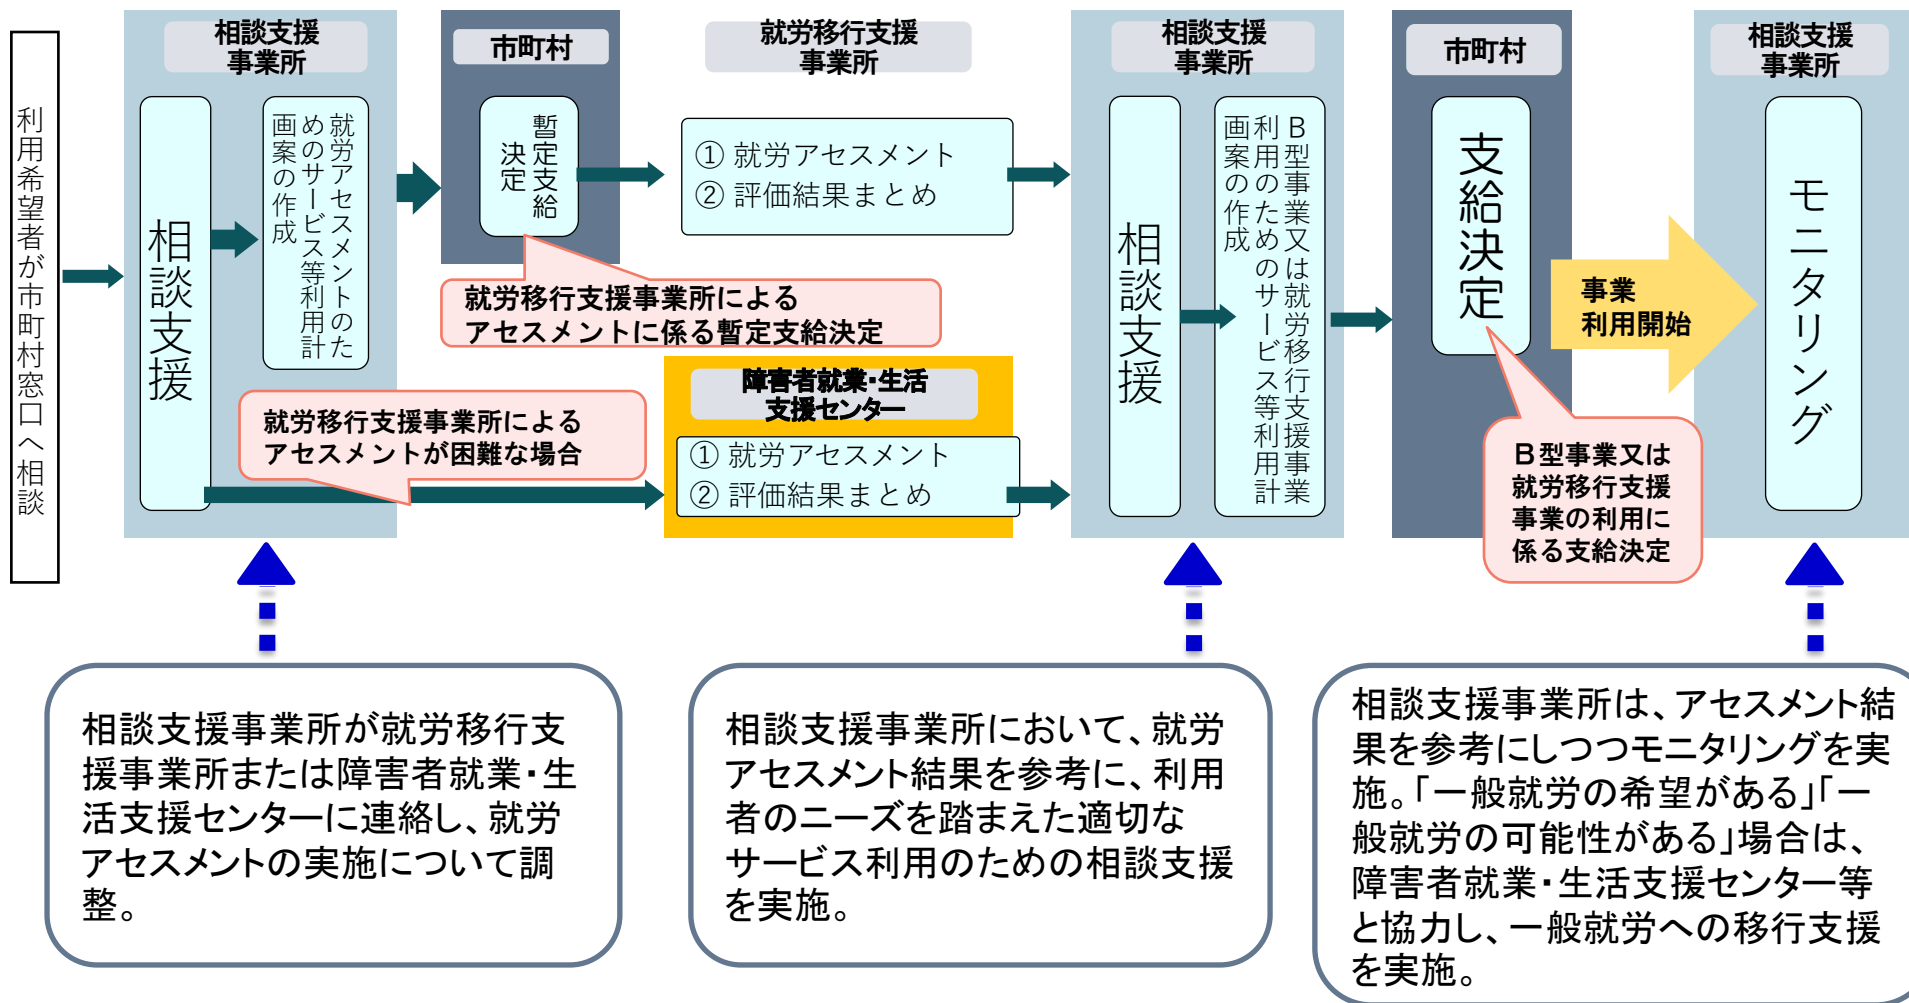 利用希望者が市町村窓口へ相談
相談支援
事業所
相談支援
就労アセスメントのた
めのサービス等利用計
画案の作成
市町村
暫定支給
決定
就労移行支援事業所による
アセスメントに係る暫定支給決定
就労移行支援
事業所
① 就労アセスメント
② 評価結果まとめ
就労移行支援事業所による
アセスメントが困難な場合
障害者就業・生活
支援センター
① 就労アセスメント
② 評価結果まとめ
相談支援
事業所
相談支援
Ｂ型事業又は就労移行支援事業
利用のためのサービス等利用計
画案の作成
市町村
支給決定
Ｂ型事業又は
就労移行支援
事業の利用に
係る支給決定
事業
利用開始
相談支援
事業所
モニタリング
相談支援事業所が就労移行支
援事業所または障害者就業・生
活支援センターに連絡し、就労
アセスメントの実施について調
整。
相談支援事業所において、就労
アセスメント結果を参考に、利用
者のニーズを踏まえた適切な
サービス利用のための相談支援
を実施。
相談支援事業所は、アセスメント結
果を参考にしつつモニタリングを実
施。「一般就労の希望がある」「一
般就労の可能性がある」場合は、
障害者就業・生活支援センター等
と協力し、一般就労への移行支援
を実施。